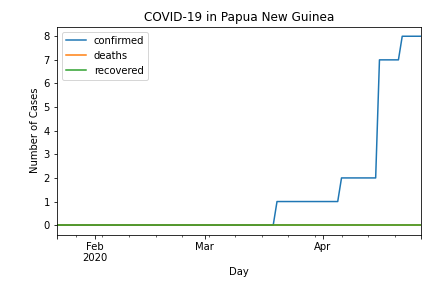 COVID-19 in Papua New Guinea
confirmed
deaths
recovered
8
7
6
5
4
3
2
1
0
Number of Cases
Feb
2020
Mar
Apr
Day